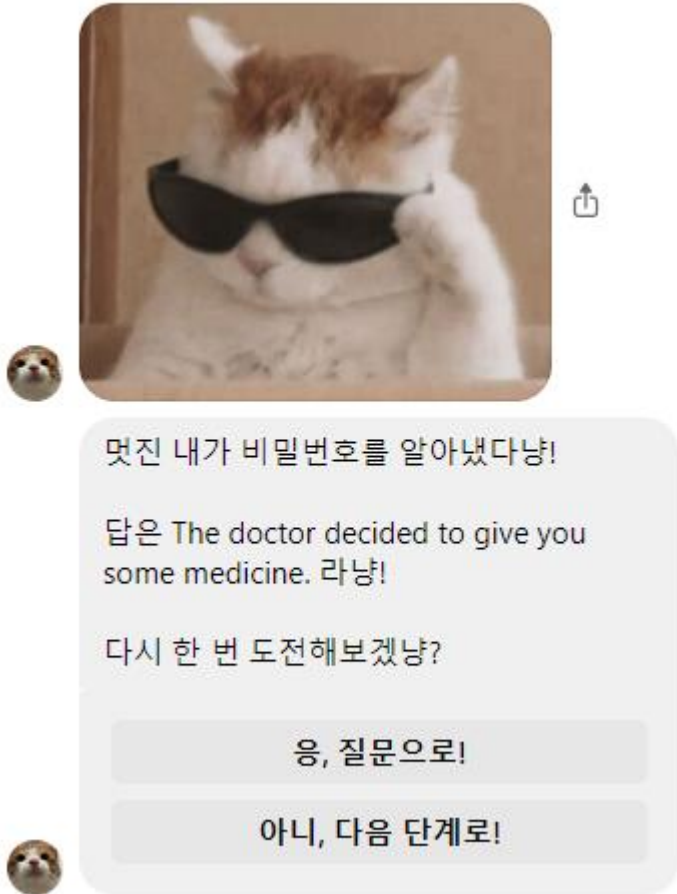 멋진 내가 비밀번호를 알아냈다냥!
답은 The doctor decided to give you
some medicine. 라냥!
다시 한 번 도전해보겠냥?
응, 질문으로!
아니, 다음 단계로!